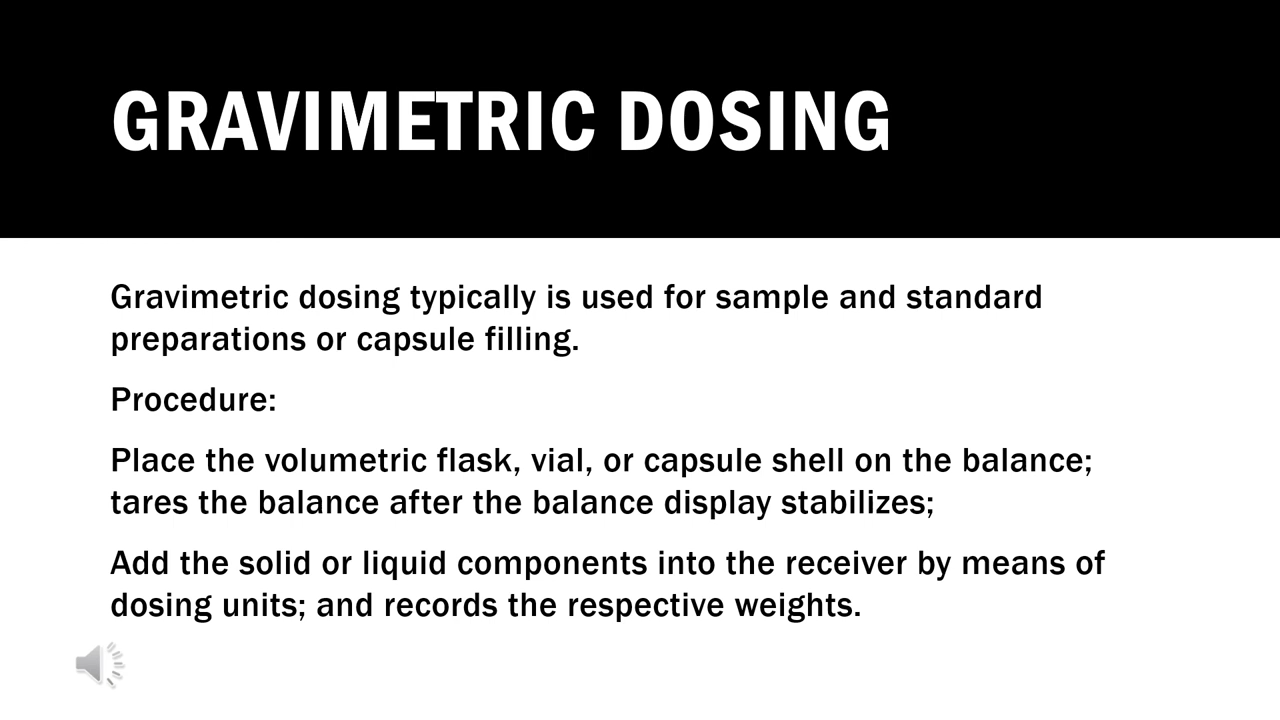 GRAVIMETRIC DOSING
Gravimetric dosing typically is used for sample and standard
preparations or capsule filling.
Procedure:
Place the volumetric flask, vial, or capsule shell on the balance;
tares the balance after the balance display stabilizes;
Add the solid or liquid components into the receiver by means of
dosing units; and records the respective weights.